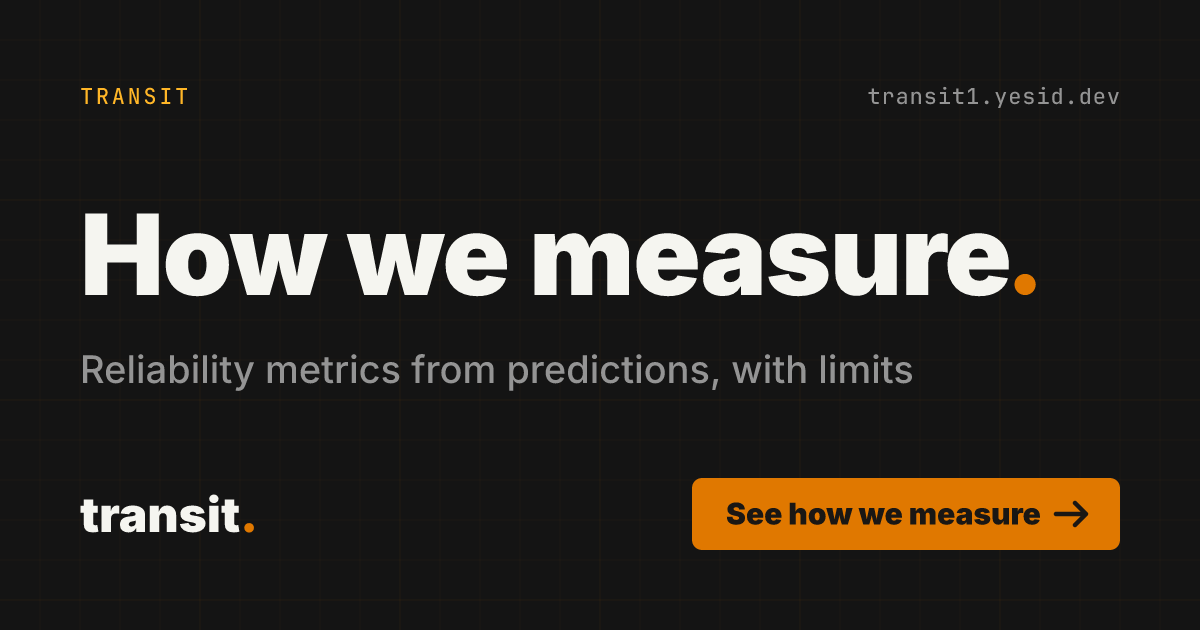 TRANSIT
transit1.yesid.dev
How we measure.
Reliability metrics from predictions, with limits
transit.
See how we measure →